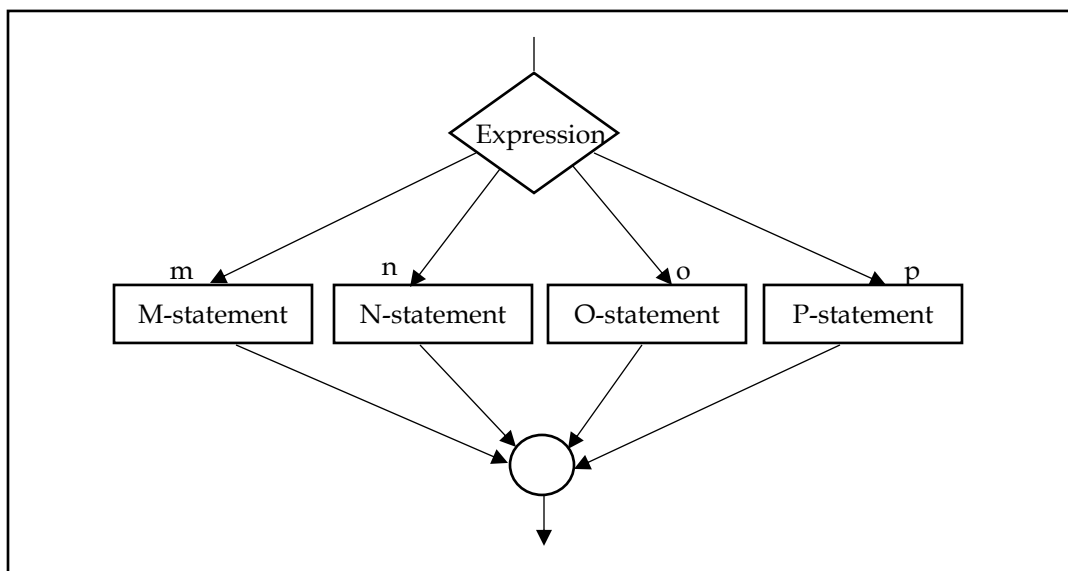 Expression
m
n
o
p
M-statement
N-statement
O-statement
P-statement